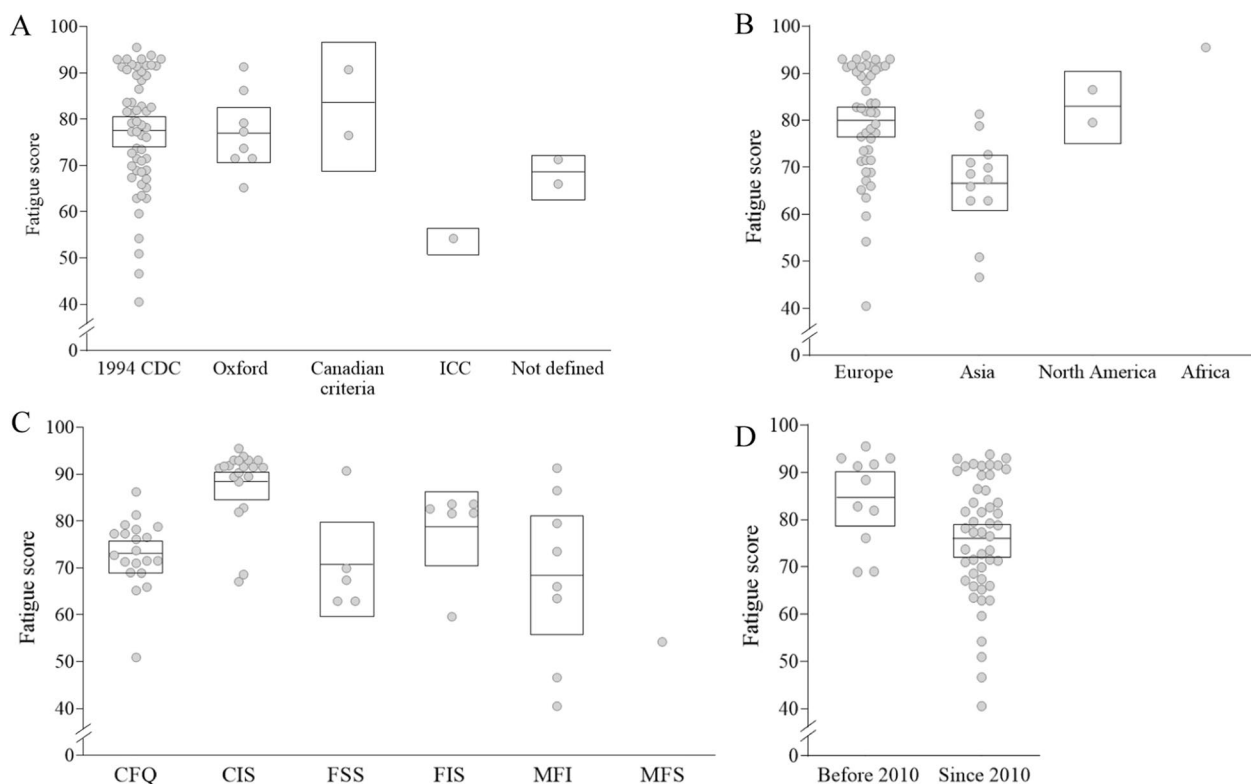 A
Fatigue score
100
90
80
70
60
50
40
0
1994 CDC Oxford Canadian criteria ICC Not defined
B
Fatigue score
100
90
80
70
60
50
40
0
Europe Asia North America Africa
C
Fatigue score
100
90
80
70
60
50
40
0
CFQ CIS FSS FIS MFI MFS
D
Fatigue score
100
90
80
70
60
50
40
0
Before 2010 Since 2010